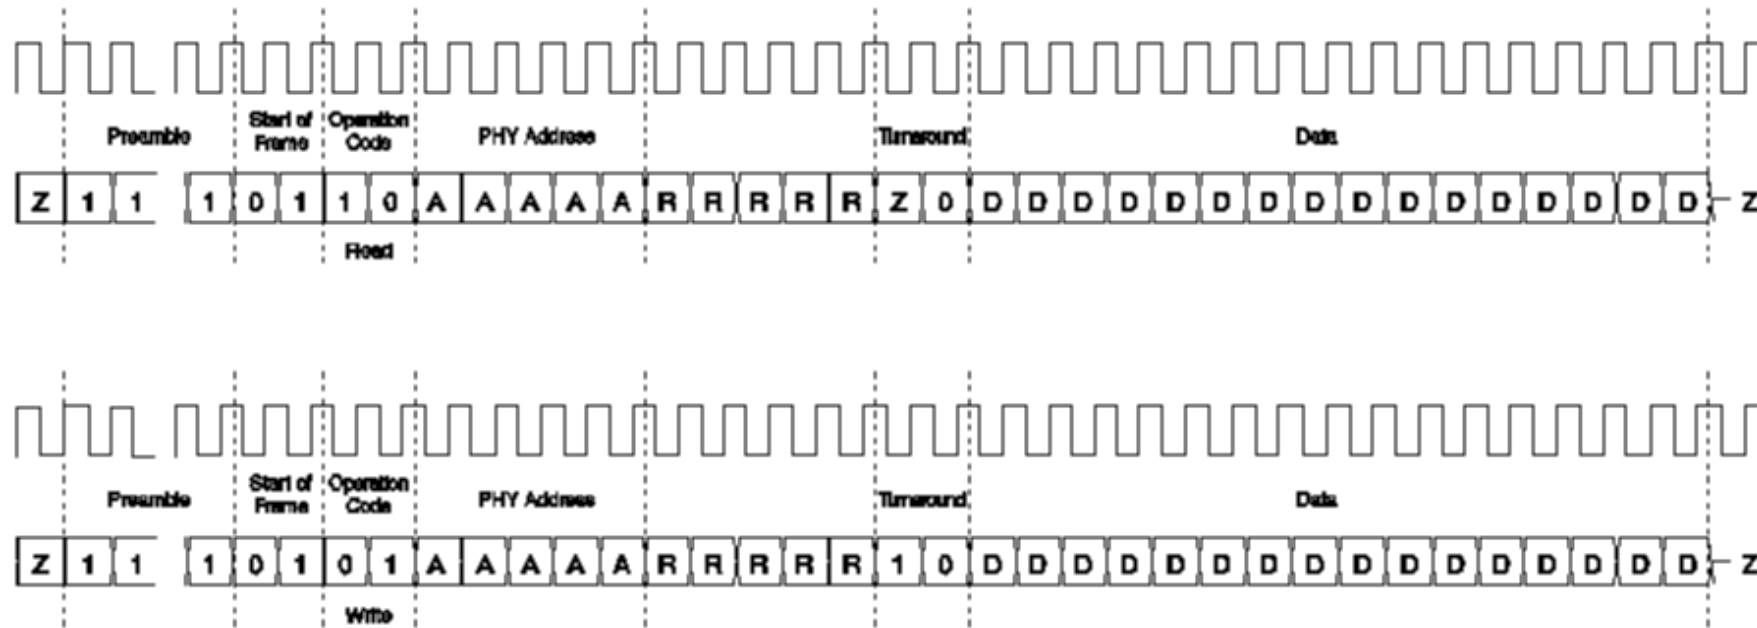 Preamble Start of Frame Operation Code PHY Address Turnaround Data
Z 1 1 1 0 1 1 0 A A A A A R R R R R Z 0 D D D D D D D D D D D D D D D D Z
Read
Preamble Start of Frame Operation Code PHY Address Turnaround Data
Z 1 1 1 0 1 0 1 A A A A A R R R R R 1 0 D D D D D D D D D D D D D D D D Z
Write